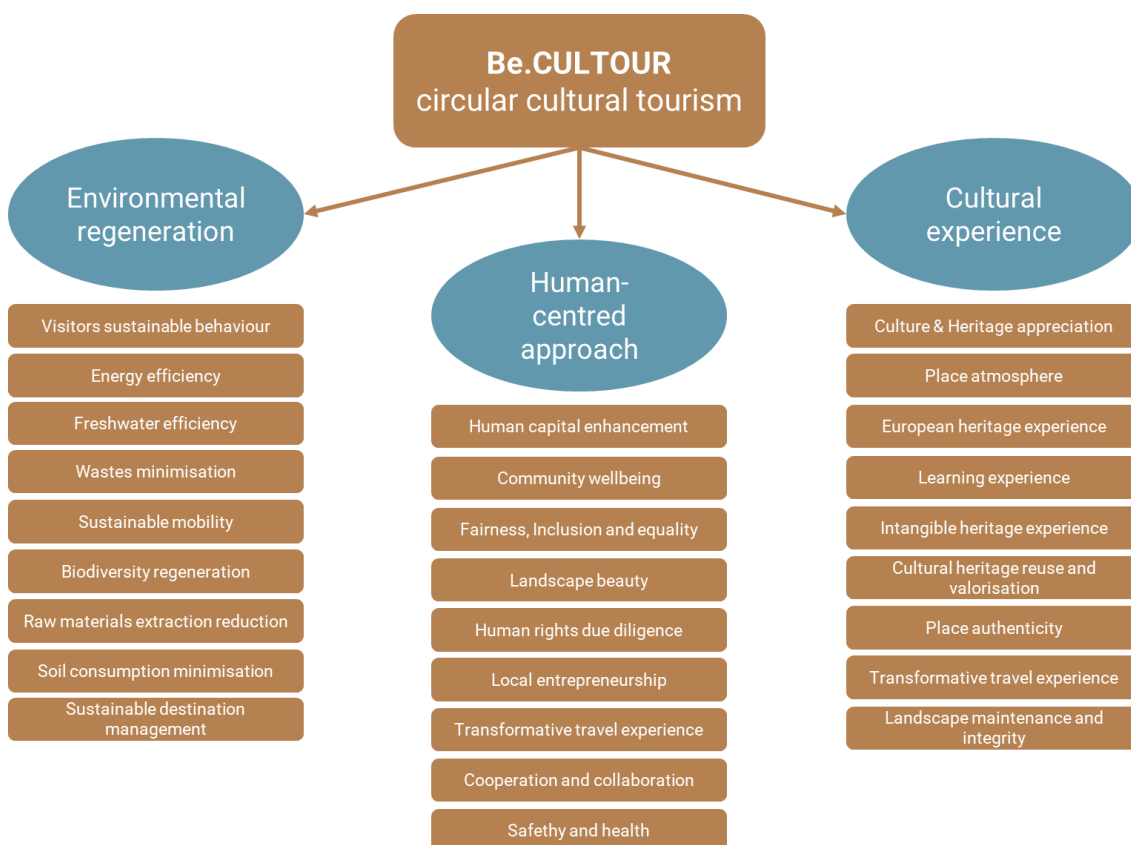 Be.CULTOUR
circular cultural tourism
Environmental
regeneration
Visitors sustainable behaviour
Energy efficiency
Freshwater efficiency
Wastes minimisation
Sustainable mobility
Biodiversity regeneration
Raw materials extraction reduction
Soil consumption minimisation
Sustainable destination
management
Human-
centred
approach
Human capital enhancement
Community wellbeing
Fairness, Inclusion and equality
Landscape beauty
Human rights due diligence
Local entrepreneurship
Transformative travel experience
Cooperation and collaboration
Safethy and health
Cultural
experience
Culture & Heritage appreciation
Place atmosphere
European heritage experience
Learning experience
Intangible heritage experience
Cultural heritage reuse and
valorisation
Place authenticity
Transformative travel experience
Landscape maintenance and
integrity